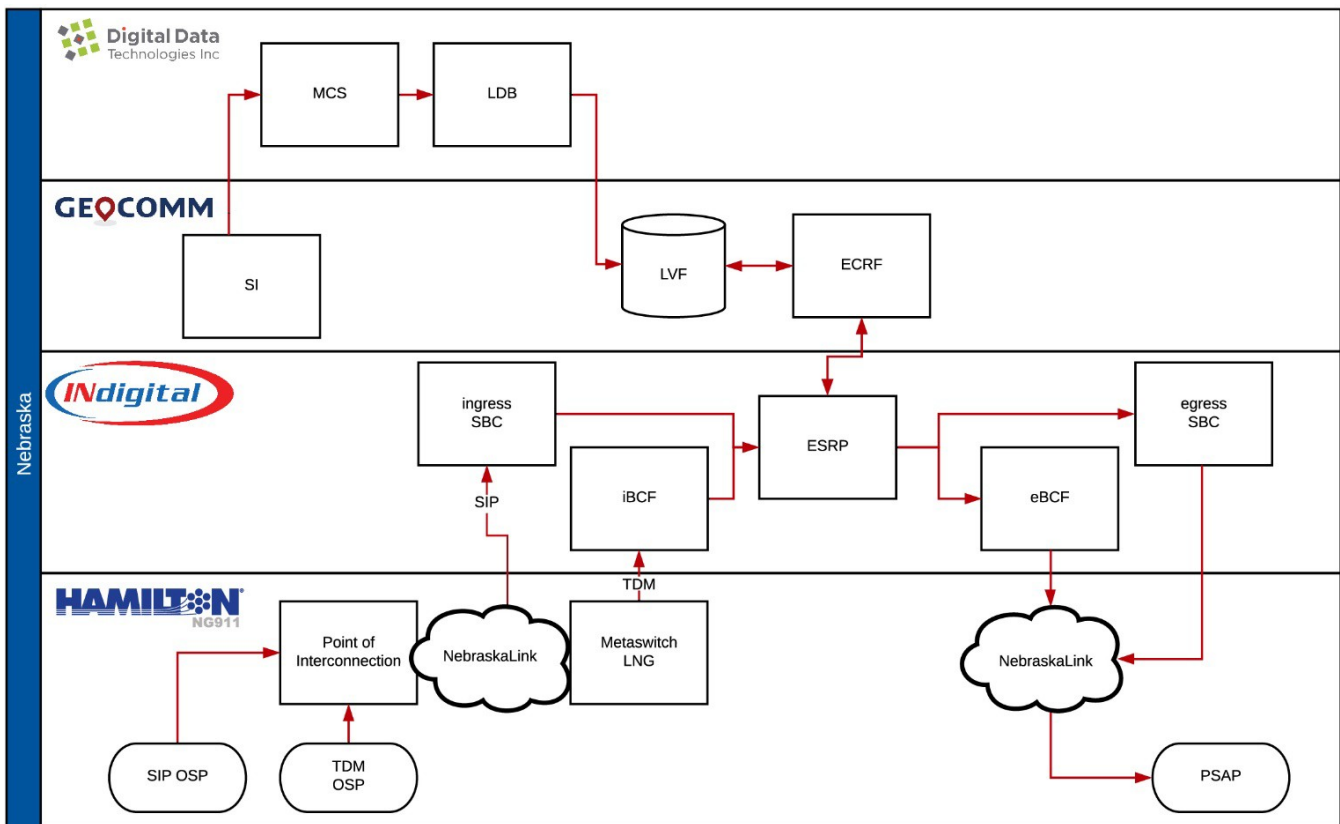 Nebraska
Digital Data
Technologies Inc
MCS
LDB
GEOCOMM
SI
LVF
ECRF
INdigital
ingress
SBC
SIP
iBCF
ESRP
egress
SBC
eBCF
HAMILTON
NG911
TDM
Point of
Interconnection
NebraskaLink
Metaswitch
LNG
NebraskaLink
SIP OSP
TDM
OSP
PSAP